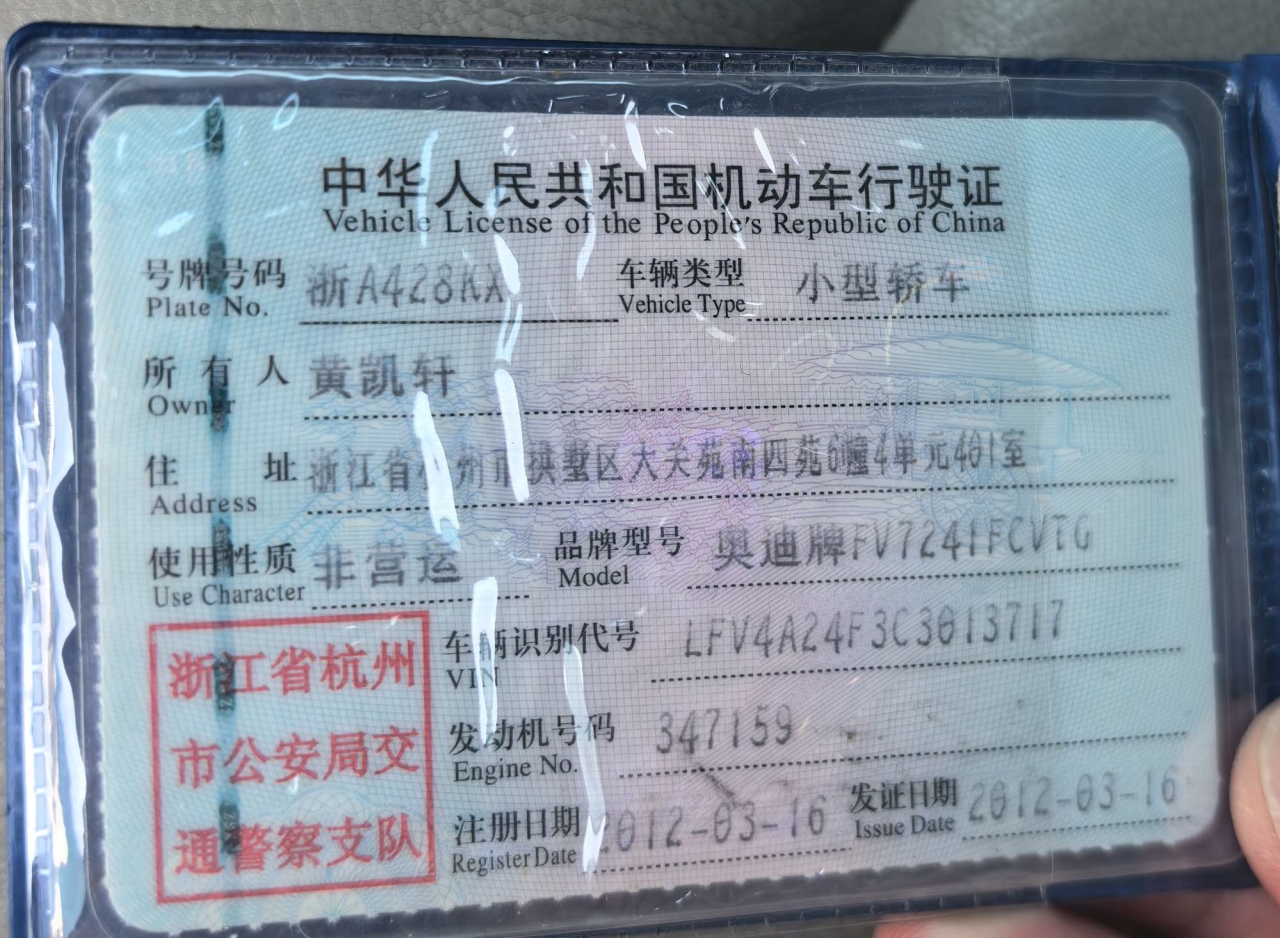 中华人民共和国机动车行驶证
Vehicle License of the People's Republic of China
号牌号码 浙A428KX 车辆类型 小型轿车
Plate No. Vehicle Type
所有人 黄凯轩
Owner
住址 浙江省 州市拱墅区大关苑南四苑6幢4单元401室
Address
使用性质 非营运 品牌型号 奥迪牌FV7241FCVTG
Use Character Model
车辆识别代号 LFV4A24F3C3013717
VIN
浙江省杭州
市公安局交
通警察支队
发动机号码 347159
Engine No.
注册日期 2012-03-16 发证日期 2012-03-16
Register Date Issue Date